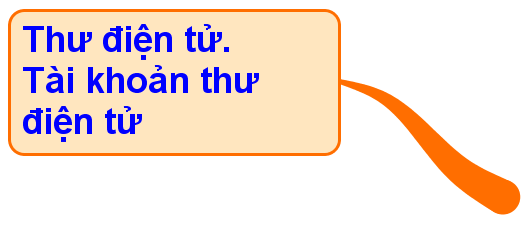 Thư điện tử.
Tài khoản thư
điện tử